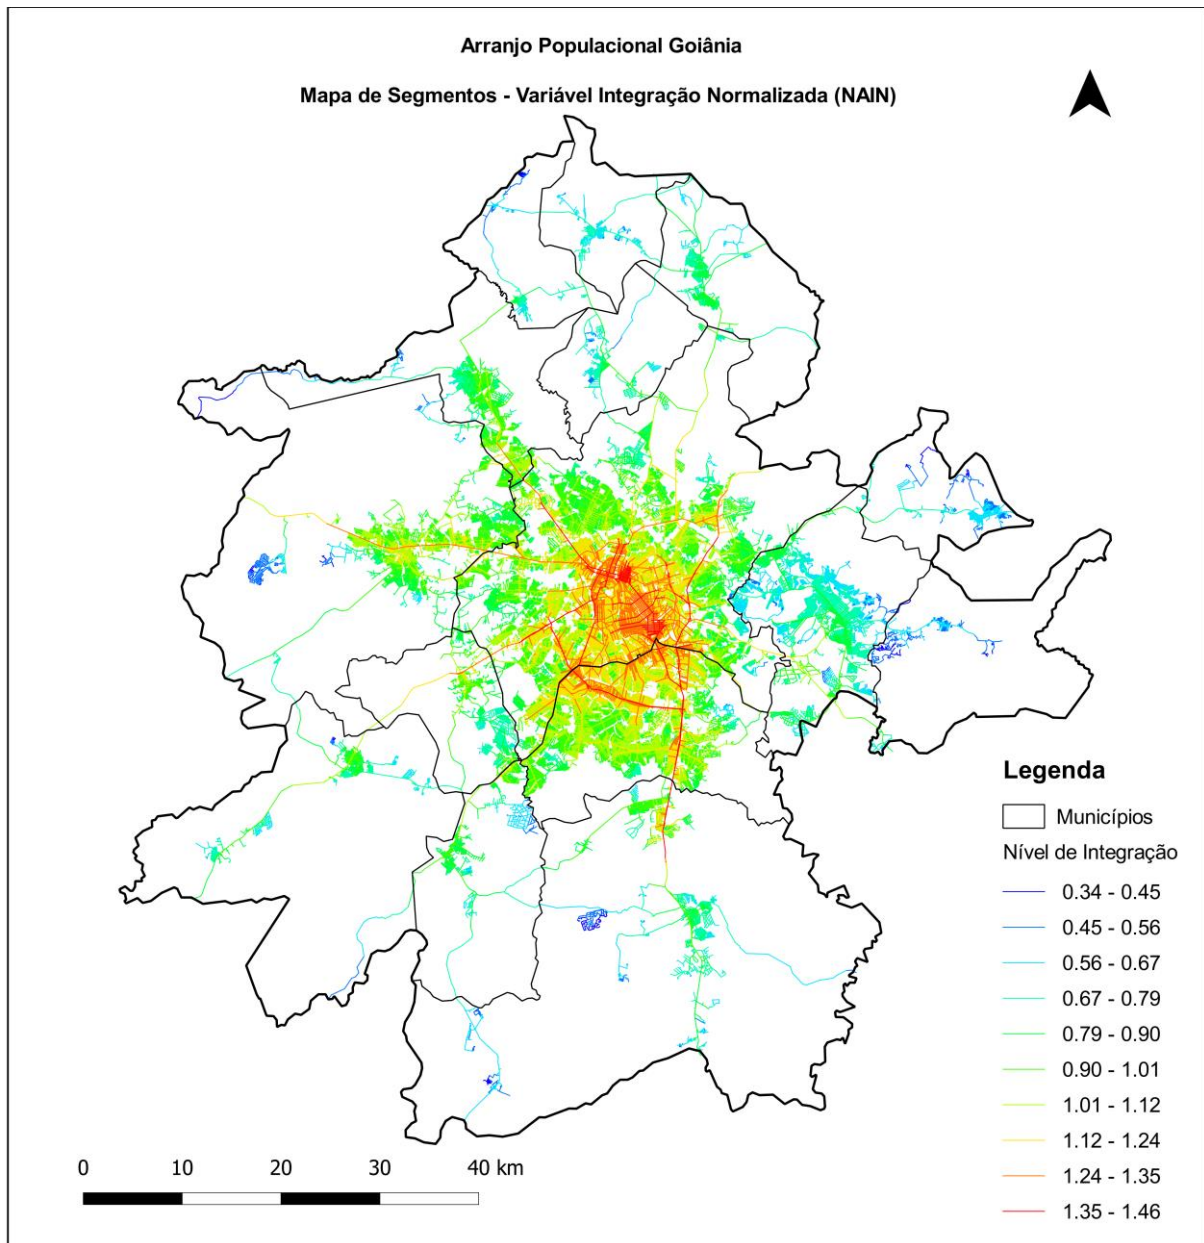 Arranjo Populacional Goiânia
Mapa de Segmentos - Variável Integração Normalizada (NAIN)
Legenda
Municípios
Nível de Integração
0.34 - 0.45
0.45 - 0.56
0.56 - 0.67
0.67 - 0.79
0.79 - 0.90
0.90 - 1.01
1.01 - 1.12
1.12 - 1.24
1.24 - 1.35
1.35 - 1.46
0 10 20 30 40 km